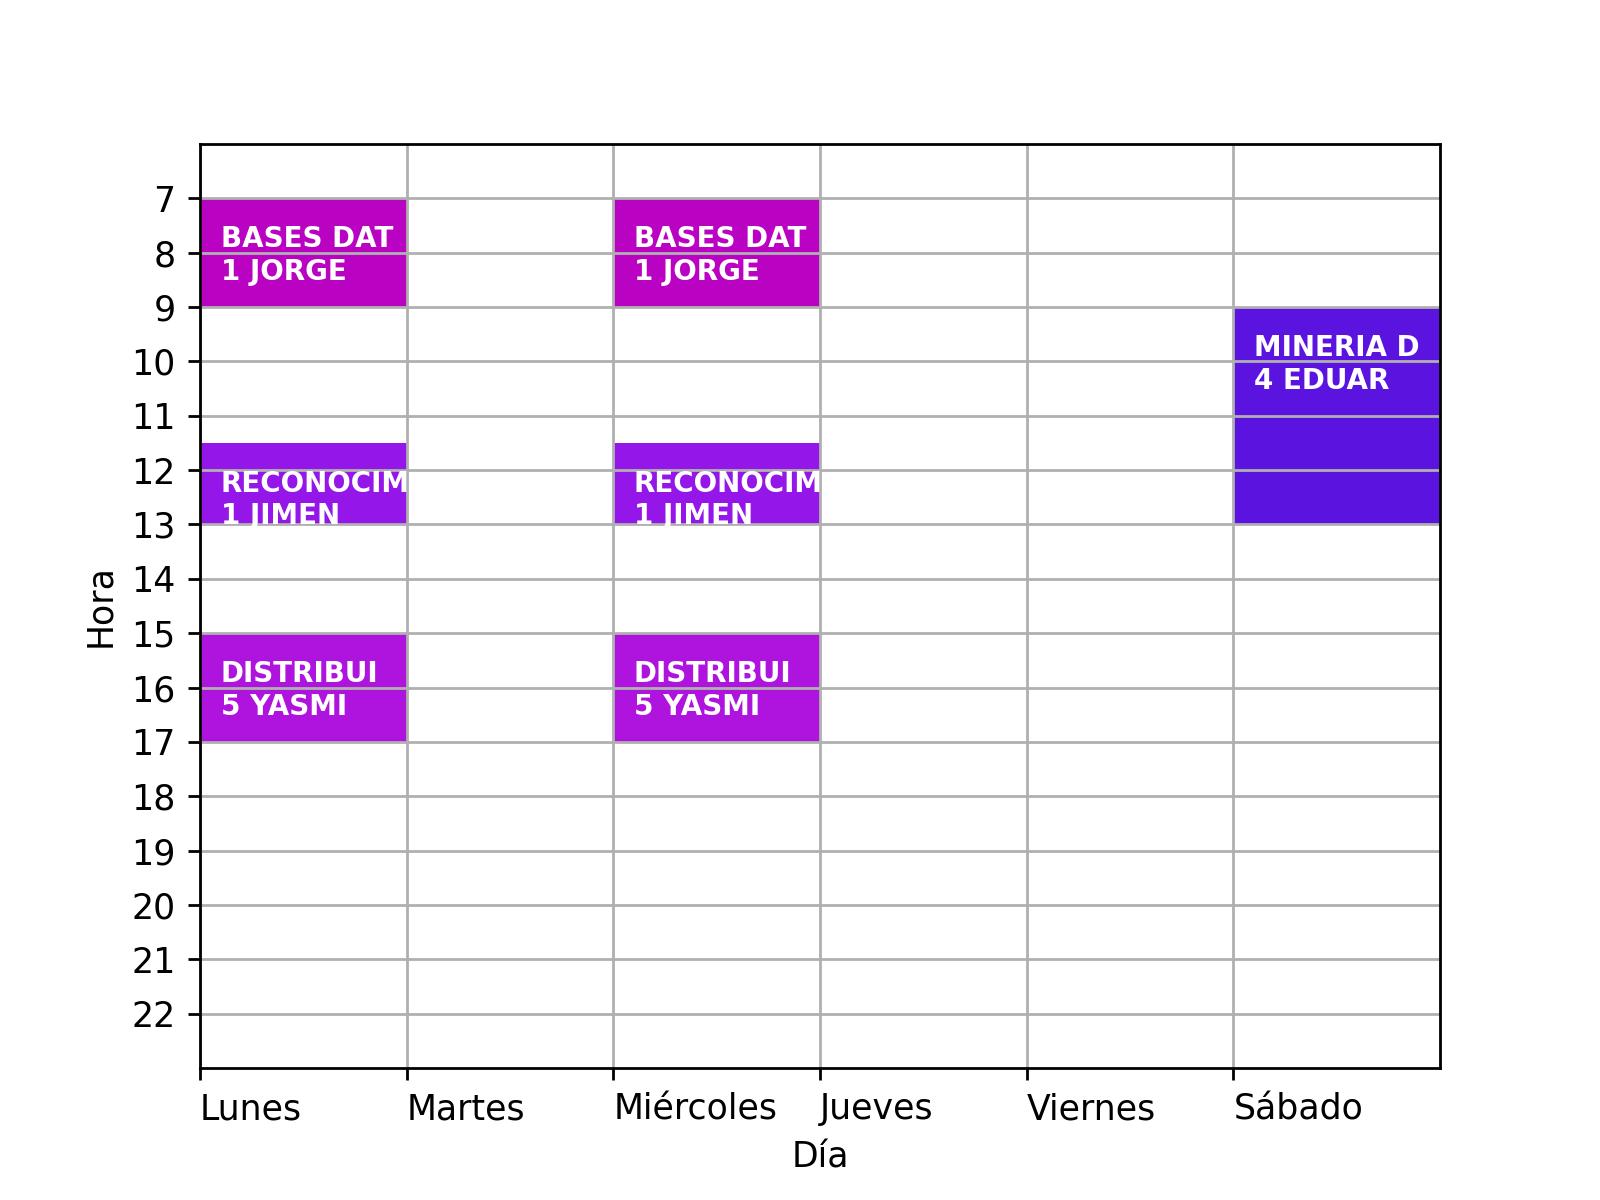 7
8
9
10
11
12
13
14
15
16
17
18
19
20
21
22
Hora
BASES DAT
1 JORGE
BASES DAT
1 JORGE
MINERIA D
4 EDUAR
RECONOCIM
1 JIMEN
RECONOCIM
1 JIMEN
DISTRIBUI
5 YASMI
DISTRIBUI
5 YASMI
Lunes Martes Miércoles Jueves Viernes Sábado
Día